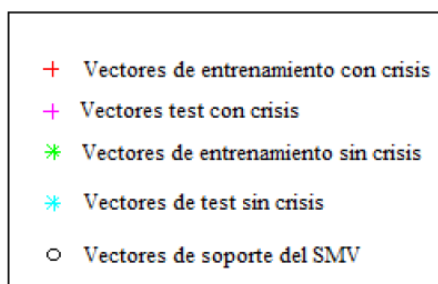 Vectores de entrenamiento con crisis
Vectores test con crisis
Vectores de entrenamiento sin crisis
Vectores de test sin crisis
Vectores de soporte del SMV